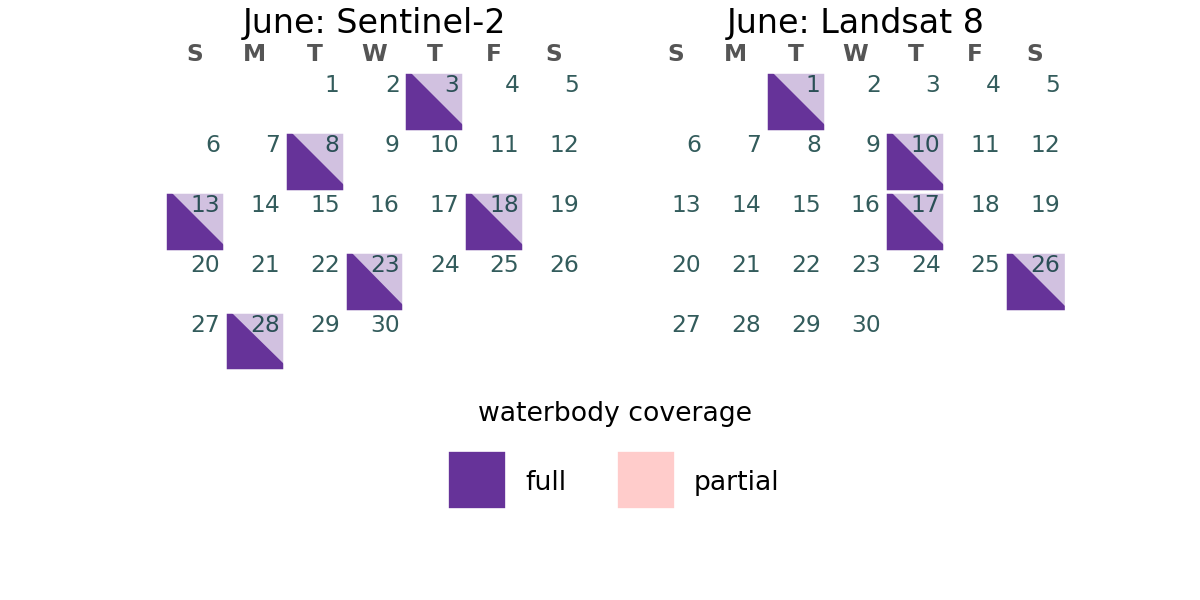 June: Sentinel-2
S M T W T F S
1 2 3 4 5
6 7 8 9 10 11 12
13 14 15 16 17 18 19
20 21 22 23 24 25 26
27 28 29 30
June: Landsat 8
S M T W T F S
1 2 3 4 5
6 7 8 9 10 11 12
13 14 15 16 17 18 19
20 21 22 23 24 25 26
27 28 29 30
waterbody coverage
full partial